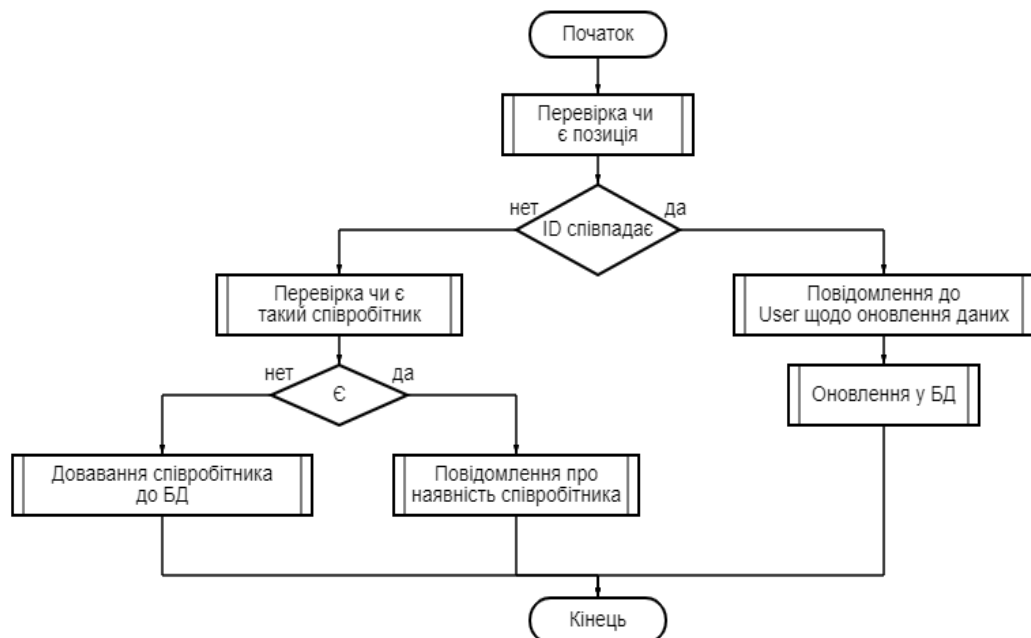 Початок
Перевірка чи
є позиція
нет
да
ID співпадає
Перевірка чи є
такий співробітник
Повідомлення до
User щодо оновлення даних
нет
да
Є
Оновлення у БД
Довавання співробітника
до БД
Повідомлення про
наявність співробітника
Кінець